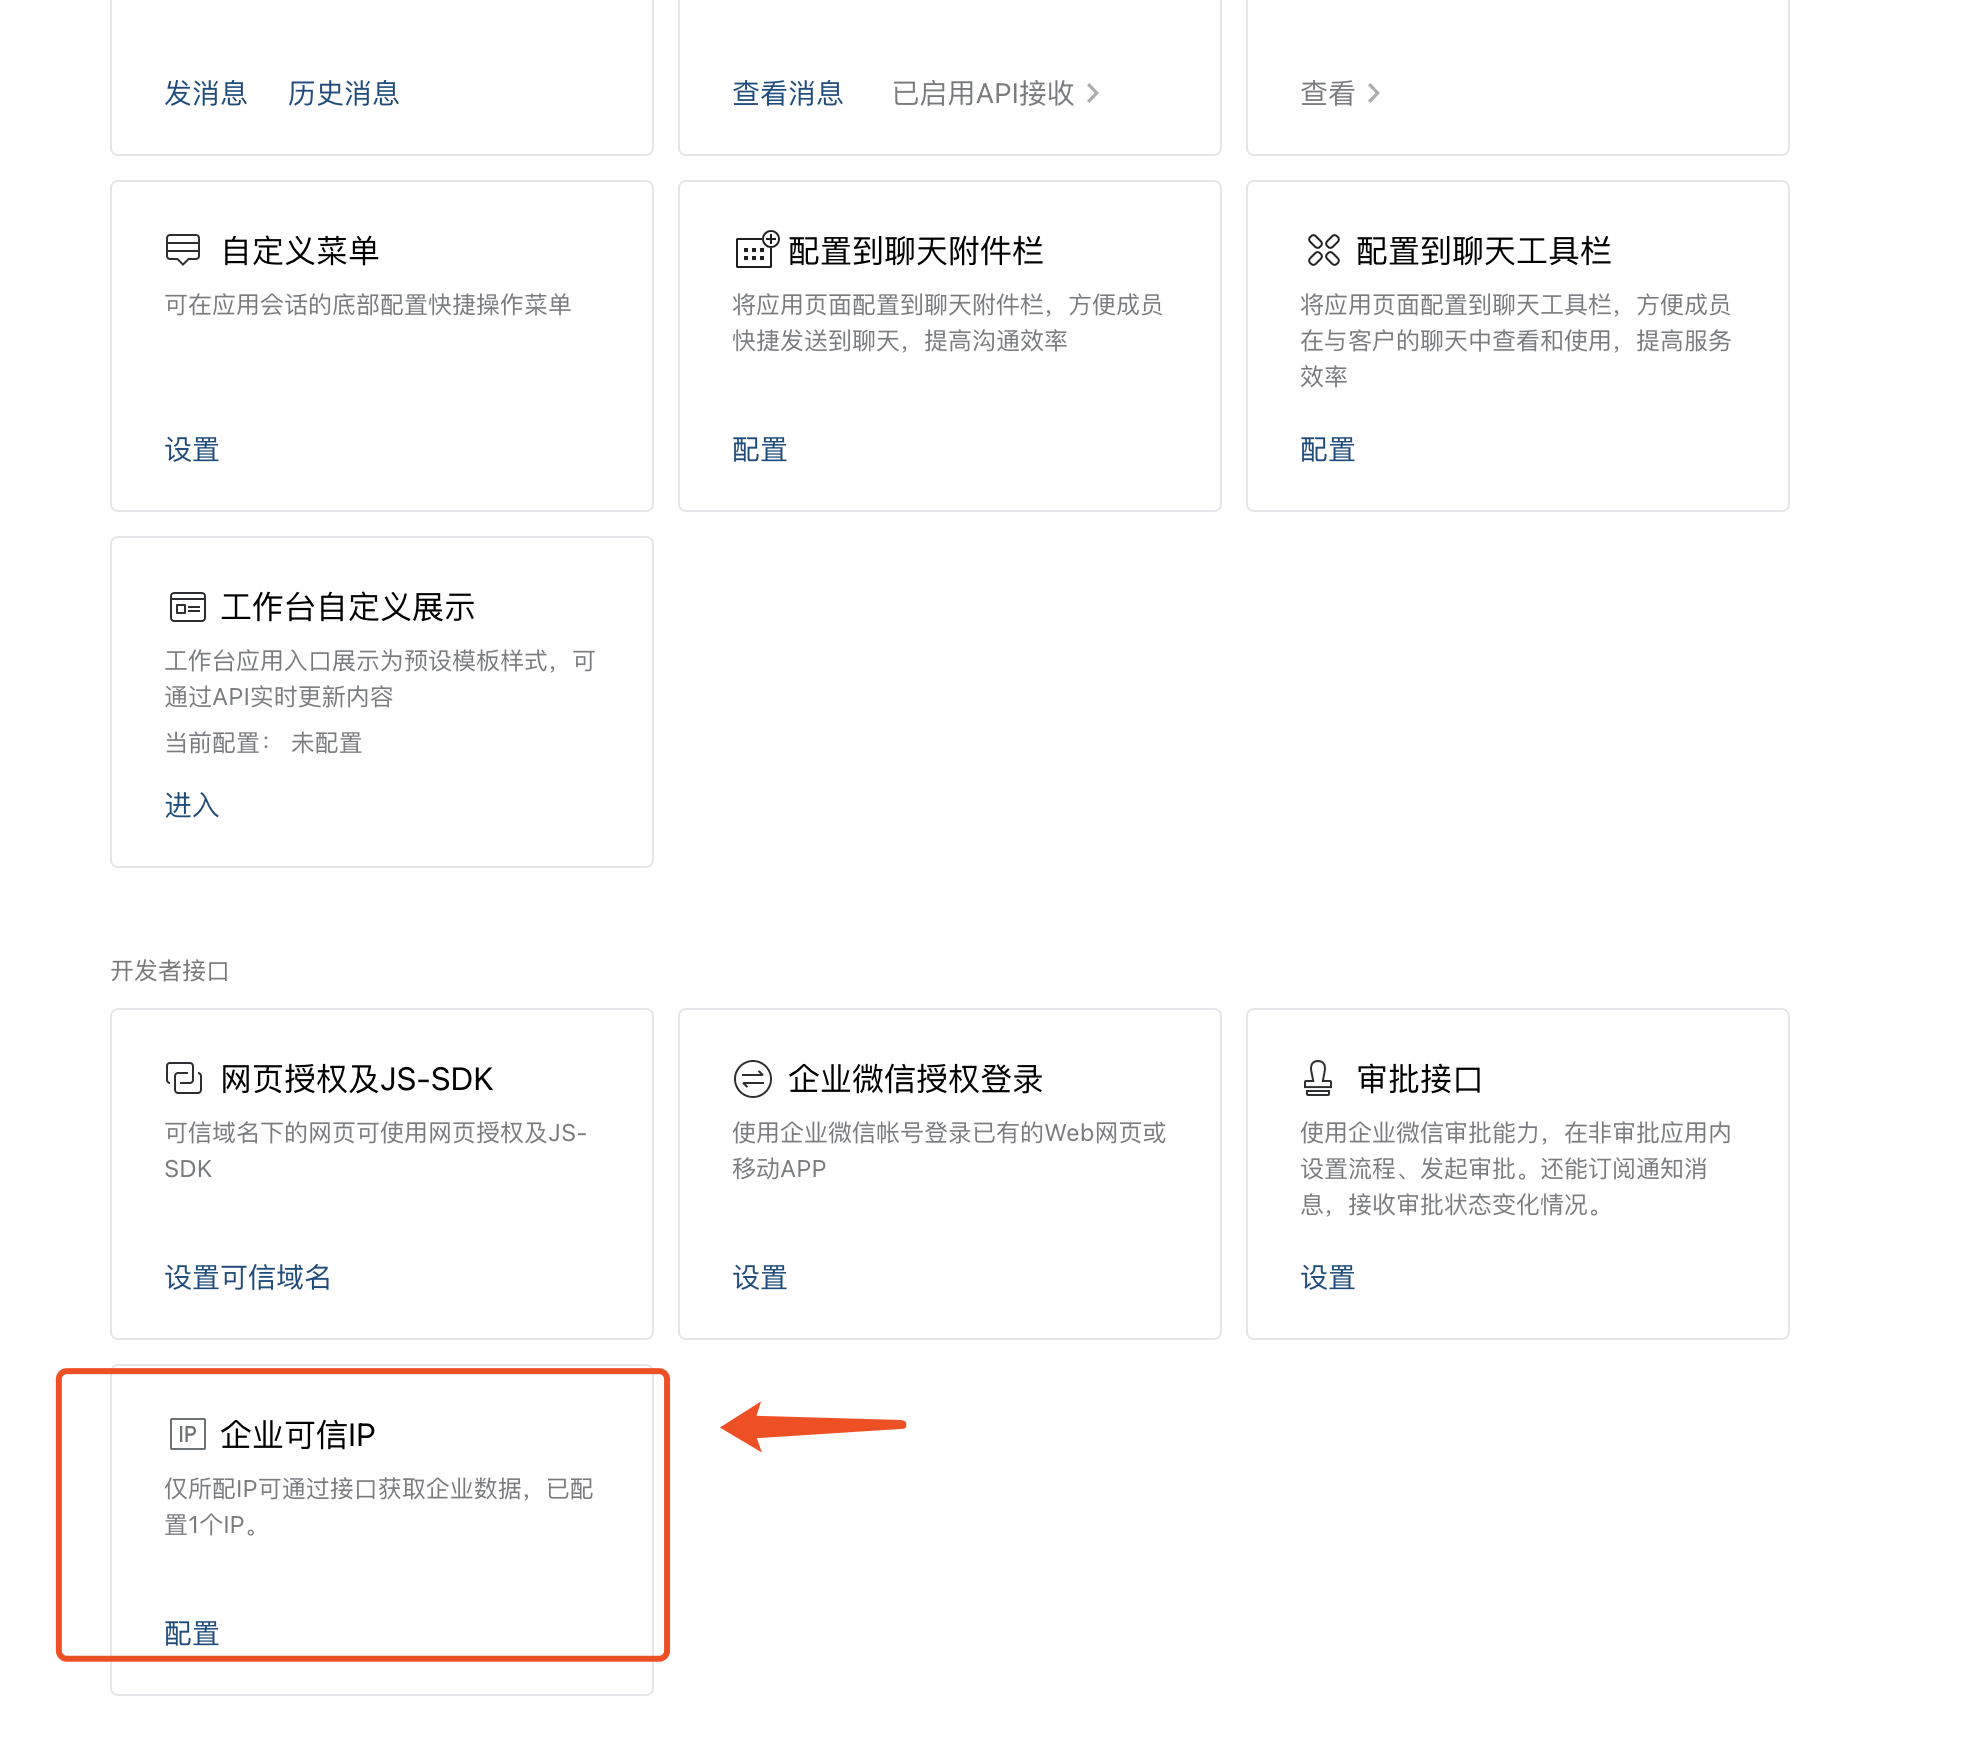 发消息 历史消息
查看消息 已启用API接收
查看
自定义菜单
可在应用会话的底部配置快捷操作菜单
设置
配置到聊天附件栏
将应用页面配置到聊天附件栏，方便成员
快捷发送到聊天，提高沟通效率
配置
配置到聊天工具栏
将应用页面配置到聊天工具栏，方便成员
在与客户的聊天中查看和使用，提高服务
效率
配置
工作台自定义展示
工作台应用入口展示为预设模板样式，可
通过API实时更新内容
当前配置： 未配置
进入
开发者接口
网页授权及JS-SDK
可信域名下的网页可使用网页授权及JS-
SDK
设置可信域名
企业微信授权登录
使用企业微信帐号登录已有的Web网页或
移动APP
设置
审批接口
使用企业微信审批能力，在非审批应用内
设置流程、发起审批。还能订阅通知消
息，接收审批状态变化情况。
设置
IP 企业可信IP
仅所配IP可通过接口获取企业数据，已配
置1个IP。
配置